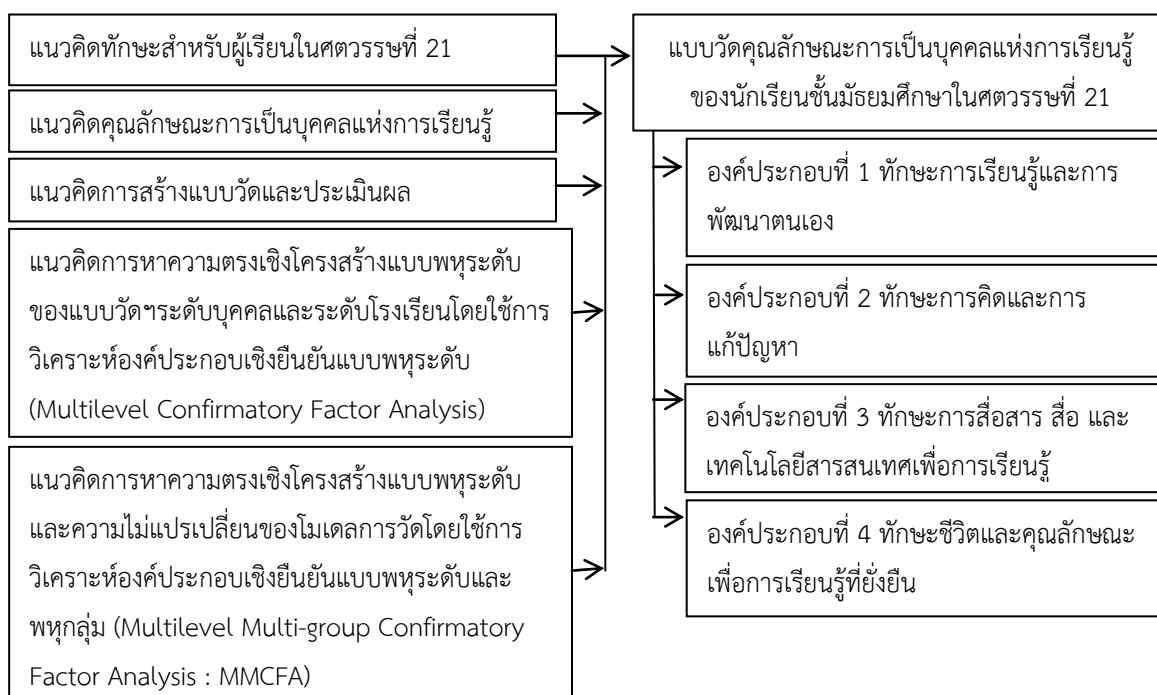 แนวคิดทักษะสำหรับผู้เรียนในศตวรรษที่ 21
แนวคิดคุณลักษณะการเป็นบุคคลแห่งการเรียนรู้
แนวคิดการสร้างแบบวัดและประเมินผล
แนวคิดการหาความตรงเชิงโครงสร้างแบบพหุระดับ
ของแบบวัดฯระดับบุคคลและระดับโรงเรียนโดยใช้การ
วิเคราะห์องค์ประกอบเชิงยืนยันแบบพหุระดับ
(Multilevel Confirmatory Factor Analysis)
แนวคิดการหาความตรงเชิงโครงสร้างแบบพหุระดับ
และความไม่แปรเปลี่ยนของโมเดลการวัดโดยใช้การ
วิเคราะห์องค์ประกอบเชิงยืนยันแบบพหุระดับและ
พหุกลุ่ม (Multilevel Multi-group Confirmatory
Factor Analysis : MMCFA)
แบบวัดคุณลักษณะการเป็นบุคคลแห่งการเรียนรู้
ของนักเรียนชั้นมัธยมศึกษาในศตวรรษที่ 21
องค์ประกอบที่ 1 ทักษะการเรียนรู้และการ
พัฒนาตนเอง
องค์ประกอบที่ 2 ทักษะการคิดและการ
แก้ปัญหา
องค์ประกอบที่ 3 ทักษะการสื่อสาร สื่อ และ
เทคโนโลยีสารสนเทศเพื่อการเรียนรู้
องค์ประกอบที่ 4 ทักษะชีวิตและคุณลักษณะ
เพื่อการเรียนรู้ที่ยั่งยืน